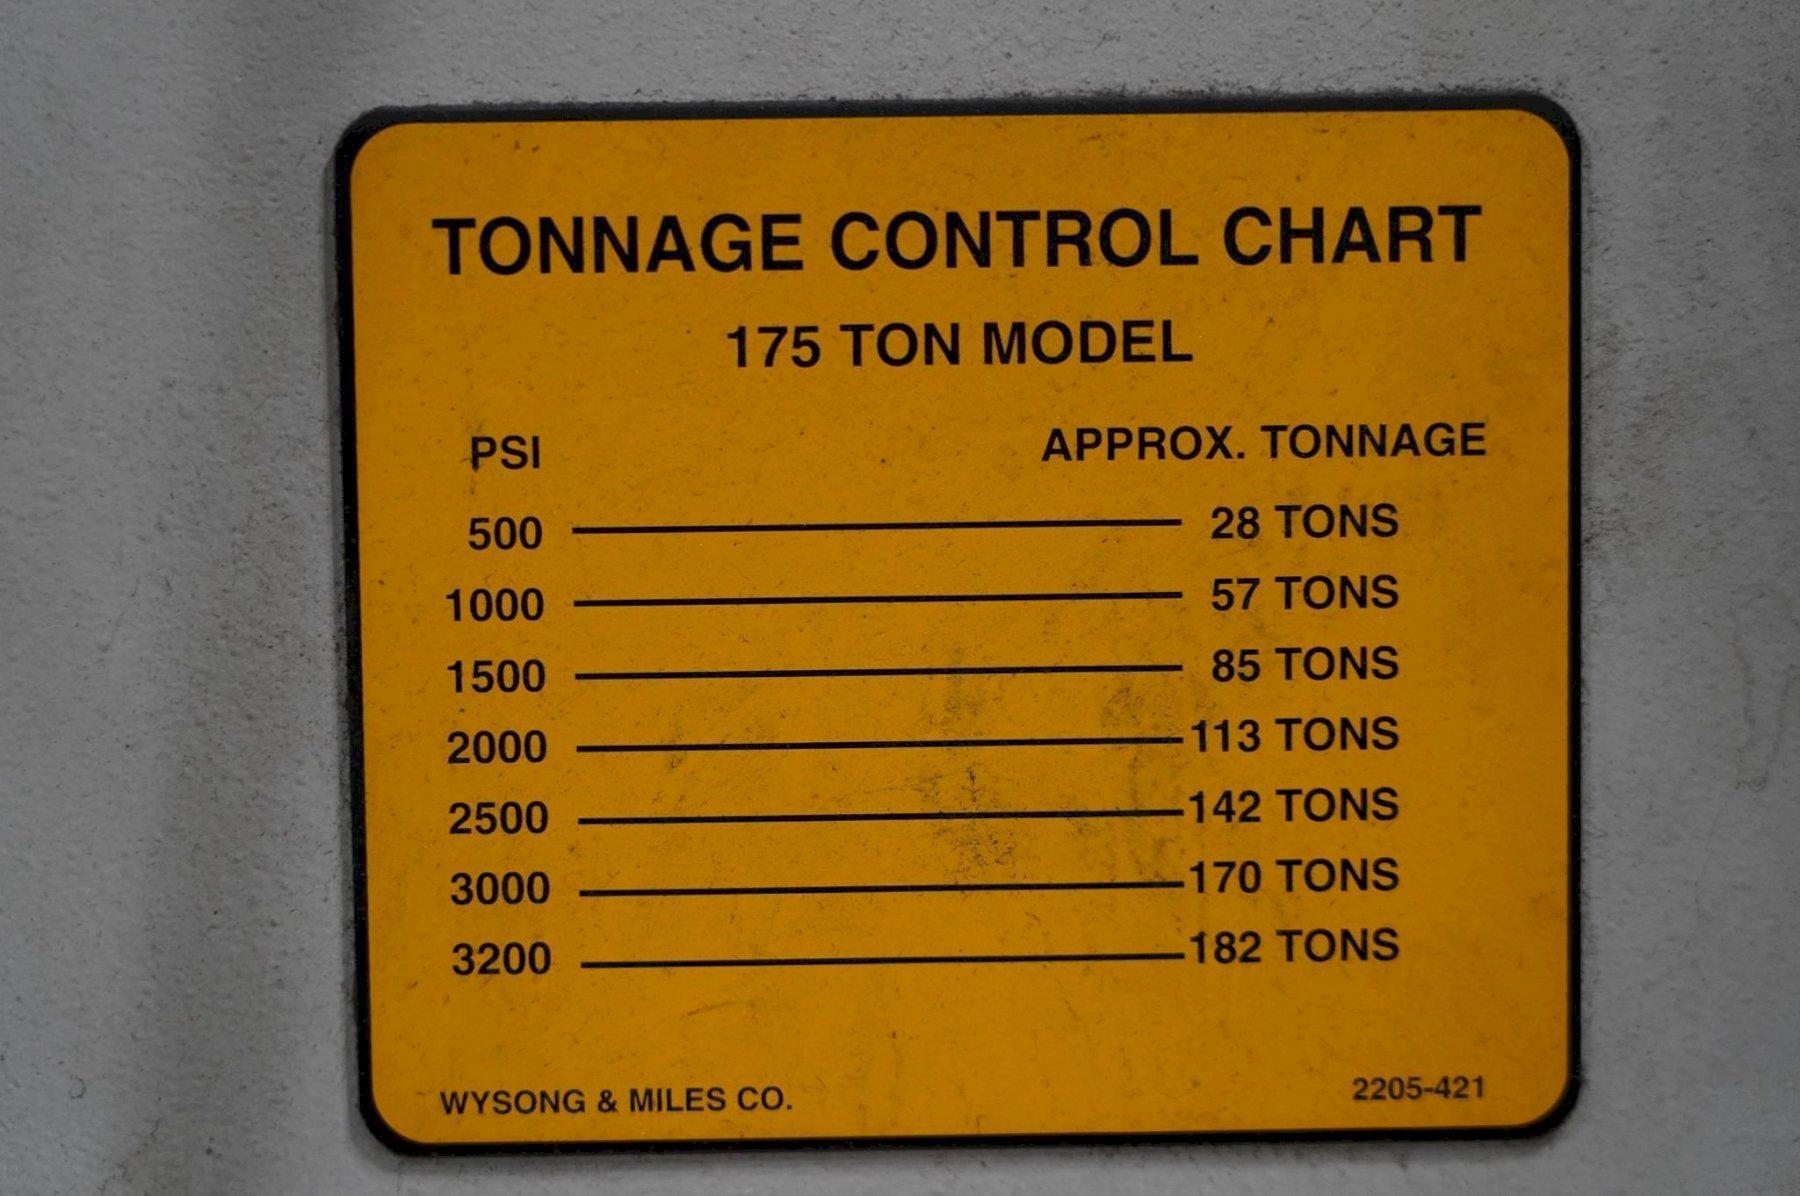 TONNAGE CONTROL CHART
175 TON MODEL
PSI APPROX. TONNAGE
500 28 TONS
1000 57 TONS
1500 85 TONS
2000 113 TONS
2500 142 TONS
3000 170 TONS
3200 182 TONS
WYSONG & MILES CO. 2205-421